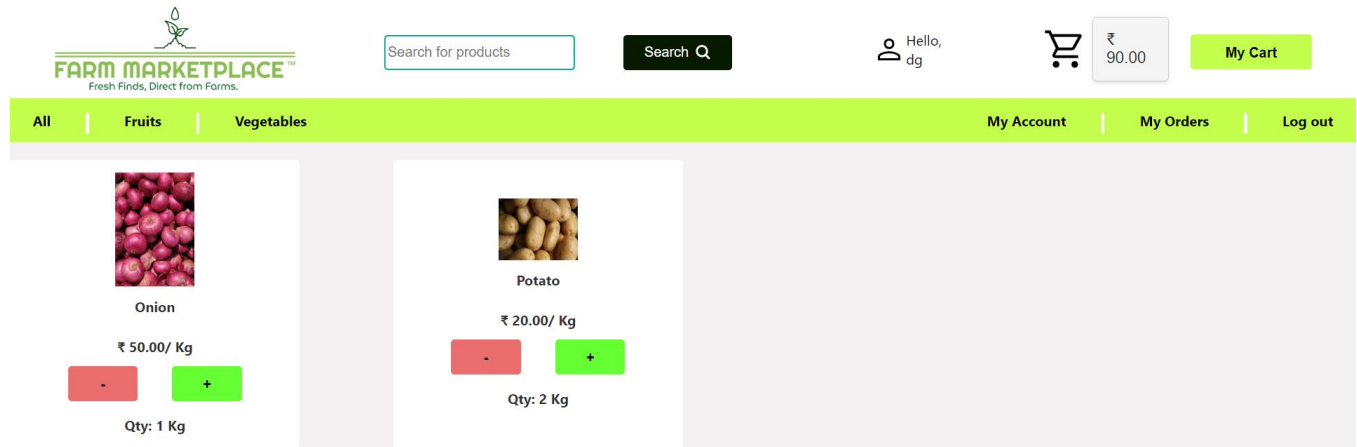 FARM MARKETPLACE™
Fresh Finds, Direct from Farms.
Search for products
Search
Hello,
dg
₹
90.00
My Cart
All
Fruits
Vegetables
My Account
My Orders
Log out
Onion
₹ 50.00/ Kg
- +
Qty: 1 Kg
Potato
₹ 20.00/ Kg
- +
Qty: 2 Kg